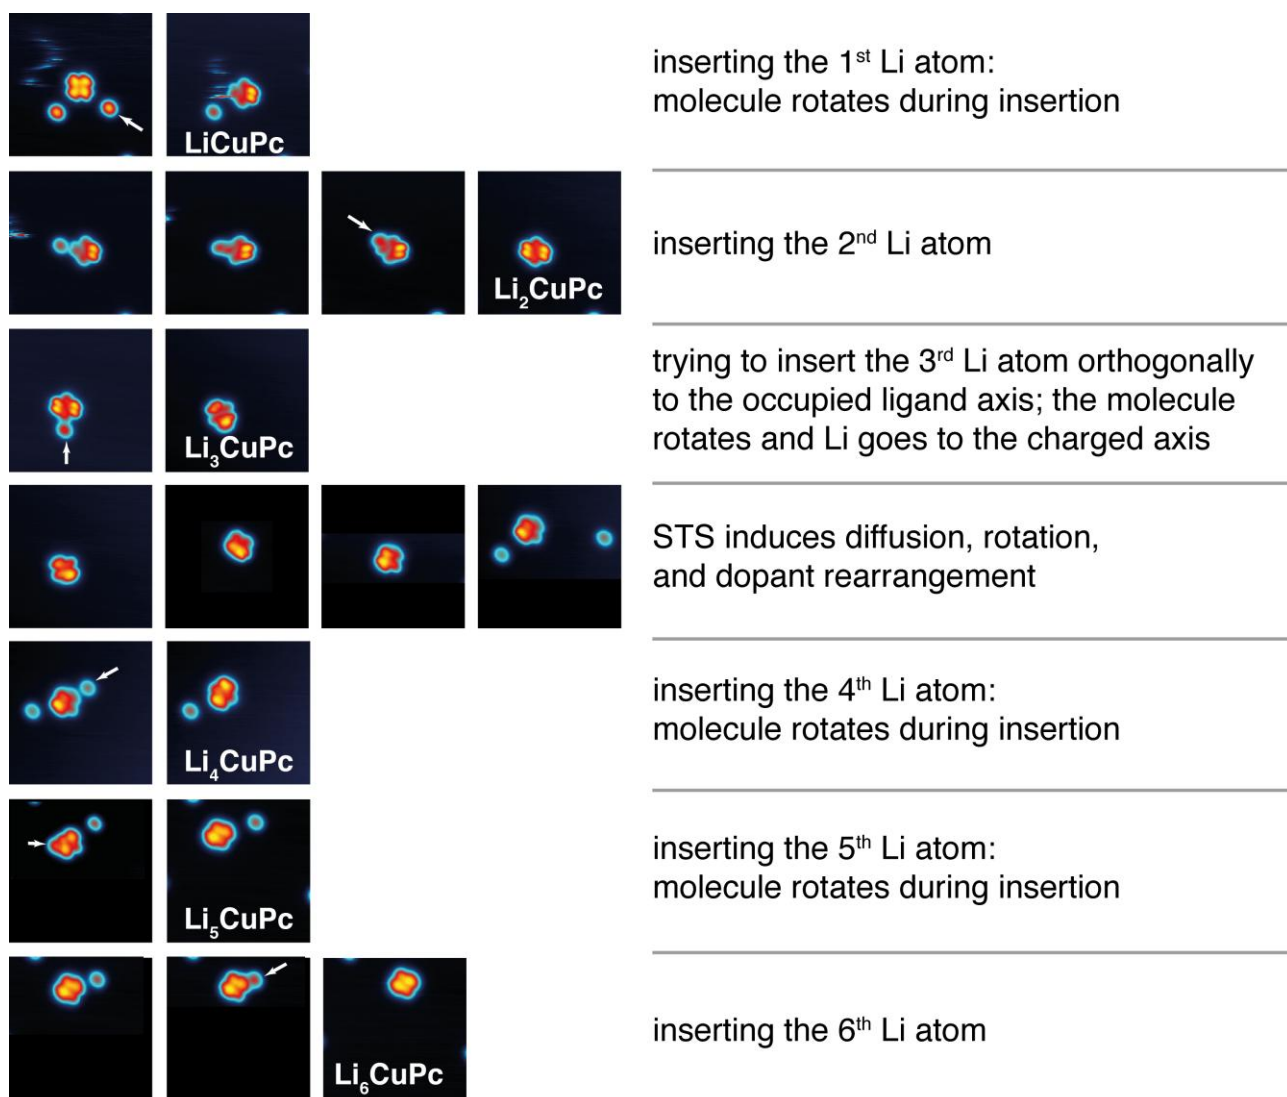 inserting the 1st Li atom:
molecule rotates during insertion
LiCuPc
inserting the 2nd Li atom
Li2CuPc
trying to insert the 3rd Li atom orthogonally
to the occupied ligand axis; the molecule
rotates and Li goes to the charged axis
Li3CuPc
STS induces diffusion, rotation,
and dopant rearrangement
inserting the 4th Li atom:
molecule rotates during insertion
Li4CuPc
inserting the 5th Li atom:
molecule rotates during insertion
Li5CuPc
inserting the 6th Li atom
Li6CuPc